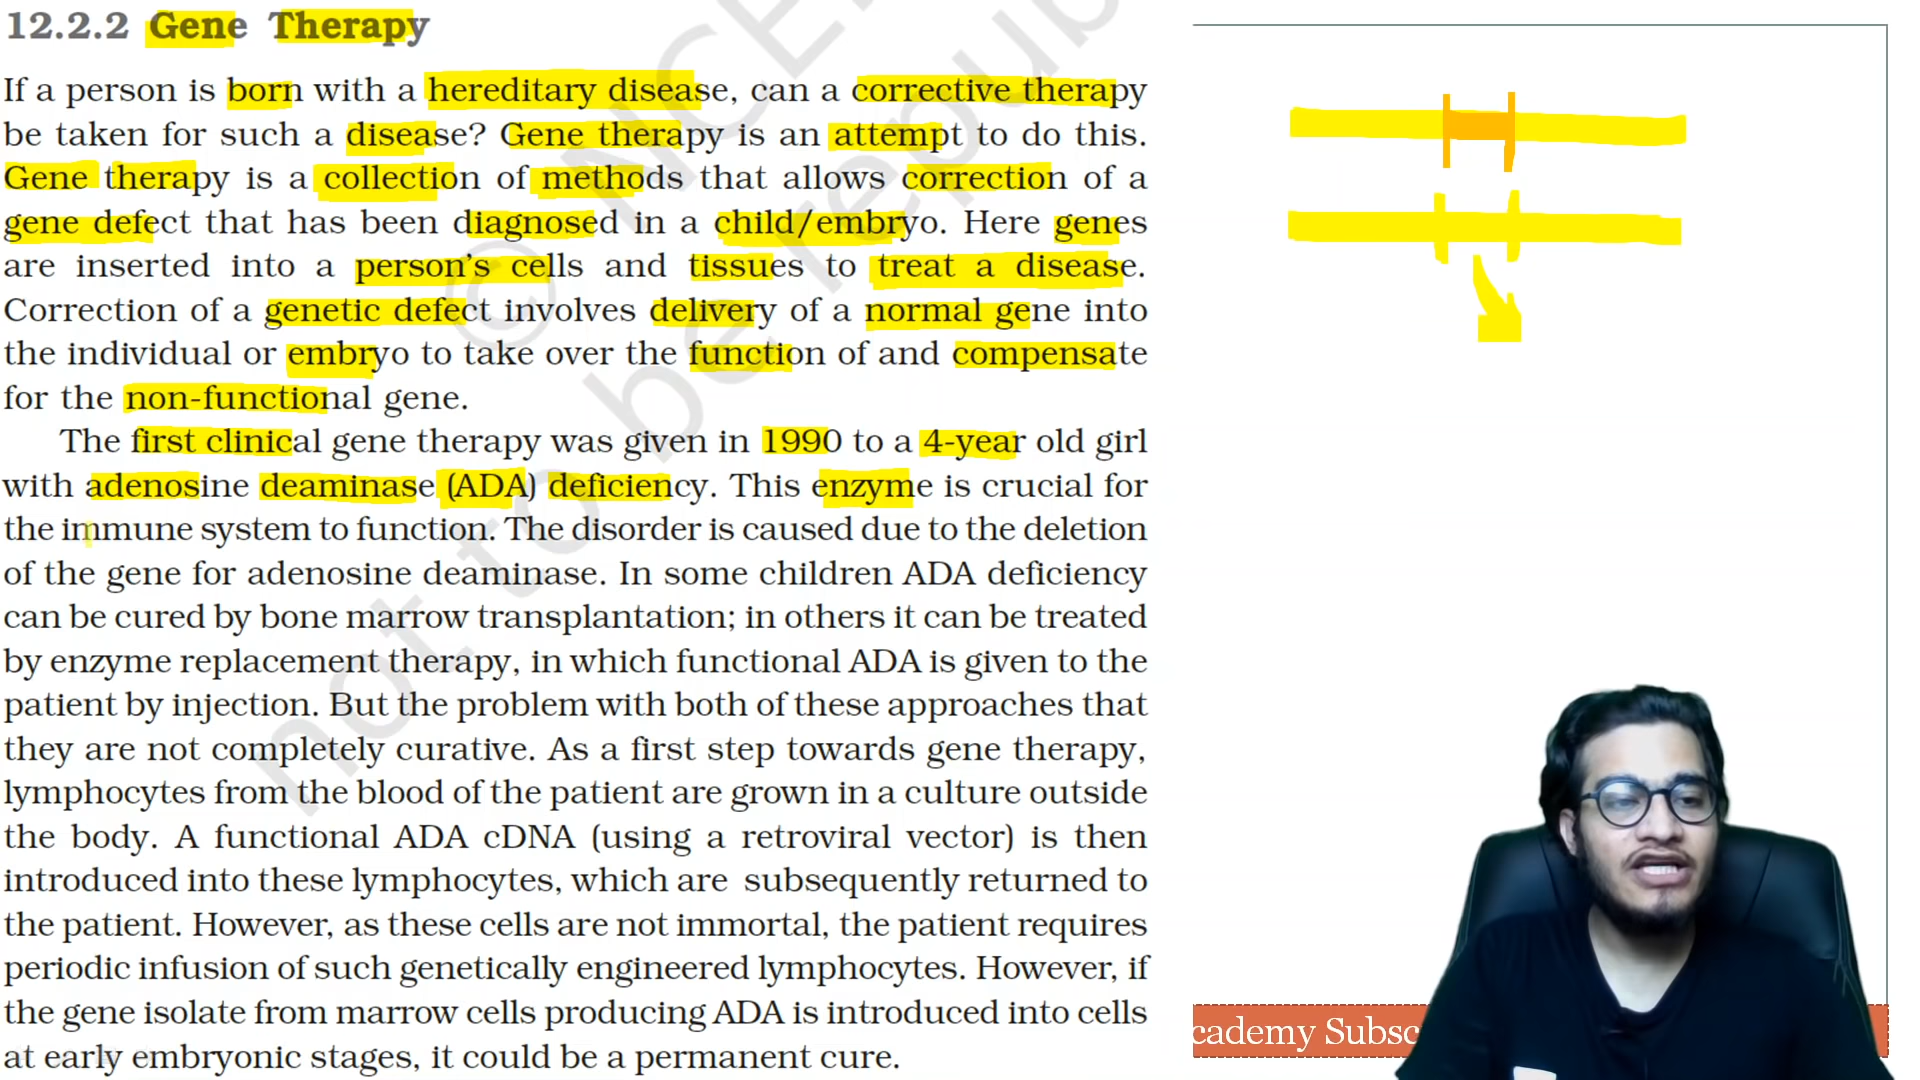 12.2.2 Gene Therapy
If a person is born with a hereditary disease, can a corrective therapy
be taken for such a disease? Gene therapy is an attempt to do this.
Gene therapy is a collection of methods that allows correction of a
gene defect that has been diagnosed in a child/embryo. Here genes
are inserted into a person's cells and tissues to treat a disease.
Correction of a genetic defect involves delivery of a normal gene into
the individual or embryo to take over the function of and compensate
for the non-functional gene.
The first clinical gene therapy was given in 1990 to a 4-year old girl
with adenosine deaminase (ADA) deficiency. This enzyme is crucial for
the immune system to function. The disorder is caused due to the deletion
of the gene for adenosine deaminase. In some children ADA deficiency
can be cured by bone marrow transplantation; in others it can be treated
by enzyme replacement therapy, in which functional ADA is given to the
patient by injection. But the problem with both of these approaches that
they are not completely curative. As a first step towards gene therapy,
lymphocytes from the blood of the patient are grown in a culture outside
the body. A functional ADA cDNA (using a retroviral vector) is then
introduced into these lymphocytes, which are subsequently returned to
the patient. However, as these cells are not immortal, the patient requires
periodic infusion of such genetically engineered lymphocytes. However, if
the gene isolate from marrow cells producing ADA is introduced into cells
at early embryonic stages, it could be a permanent cure.
© NCE
not to be repub
cademy Subsc